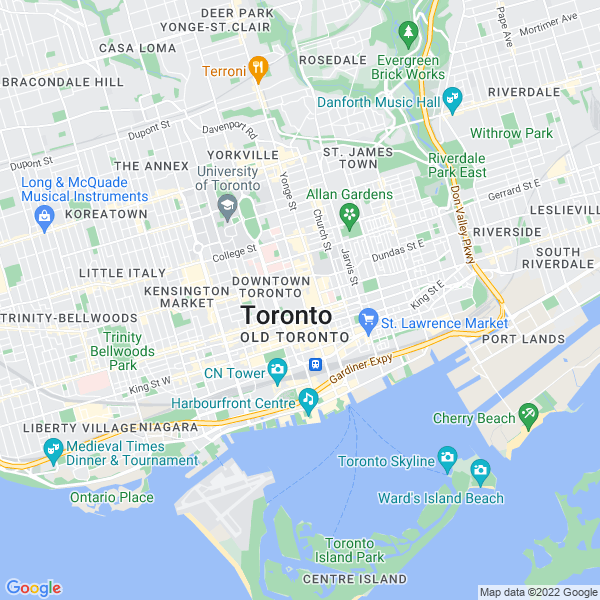 DEER PARK
YONGE-ST.CLAIR
Pape Ave
Mortimer Ave
CASA LOMA
ROSEDALE
Evergreen
Brick Works
Terroni
BRACONDALE HILL
RIVERDALE
Danforth Music Hall
Dupont St
Davenport Rd
Withrow Park
Dupont St
YORKVILLE
ST. JAMES
TOWN
THE ANNEX
Riverdale
Park East
University
of Toronto
Yonge St
Long & McQuade
Musical Instruments
Allan Gardens
Gerrard St E
Don Valley Pkwy
KOREATOWN
Church St
LESLIEVILL
RIVERSIDE
College St
Jarvis St
Dundas St E
SOUTH
RIVERDALE
LITTLE ITALY
DOWNTOWN
TORONTO
KENSINGTON
MARKET
King St E
TRINITY-BELLWOODS
Toronto
St. Lawrence Market
OLD TORONTO
PORT LANDS
Trinity
Bellwoods
Park
Gardiner Expy
CN Tower
King St W
Harbourfront Centre
Cherry Beach
LIBERTY VILLAGE
NIAGARA
Medieval Times
Dinner & Tournament
Toronto Skyline
Ontario Place
Ward's Island Beach
Toronto
Island Park
CENTRE ISLAND
Google
Map data ©2022 Google